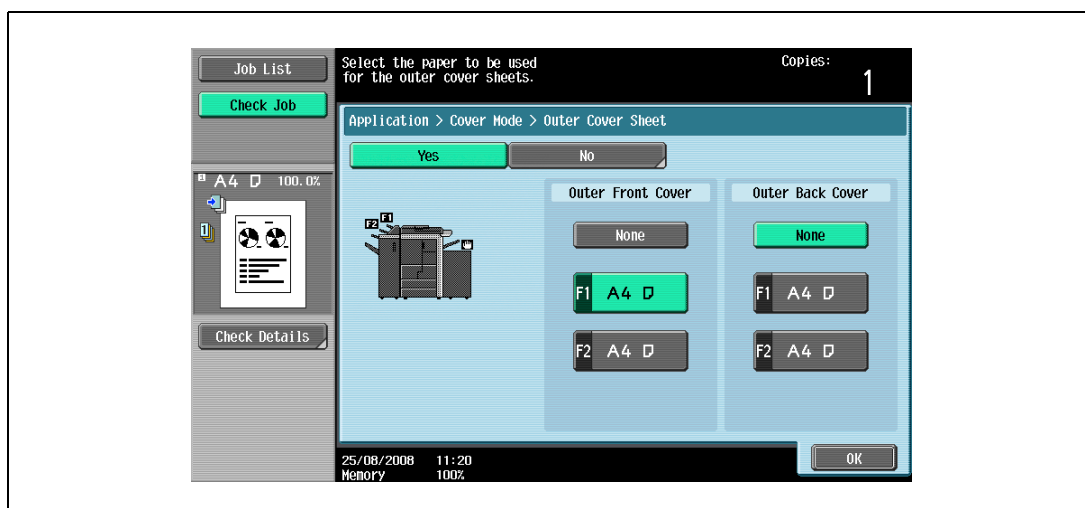 Job List
Check Job
Select the paper to be used
for the outer cover sheets.
Copies:
1
Application > Cover Mode > Outer Cover Sheet
Yes
No
1 A4 100.0%
1
F2 F1
Outer Front Cover
Outer Back Cover
None
None
F1 A4
F1 A4
F2 A4
F2 A4
Check Details
25/08/2008 11:20
Memory 100%
OK